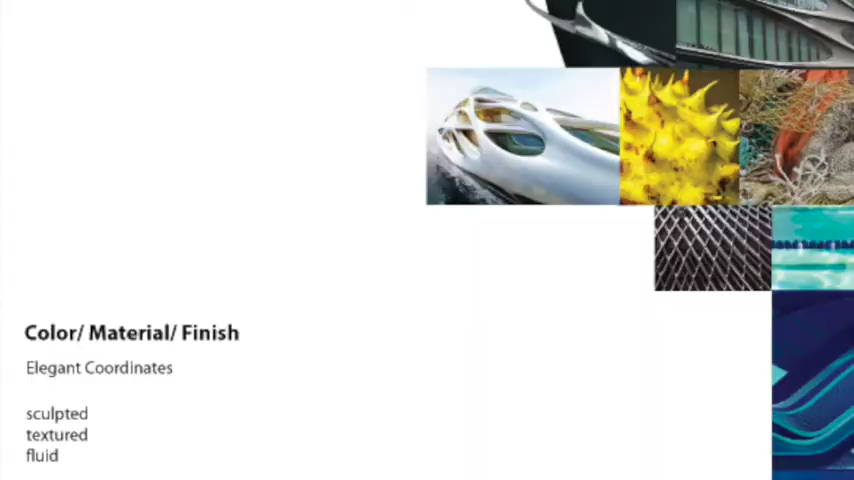 Color/ Material/ Finish
Elegant Coordinates
sculpted
textured
fluid